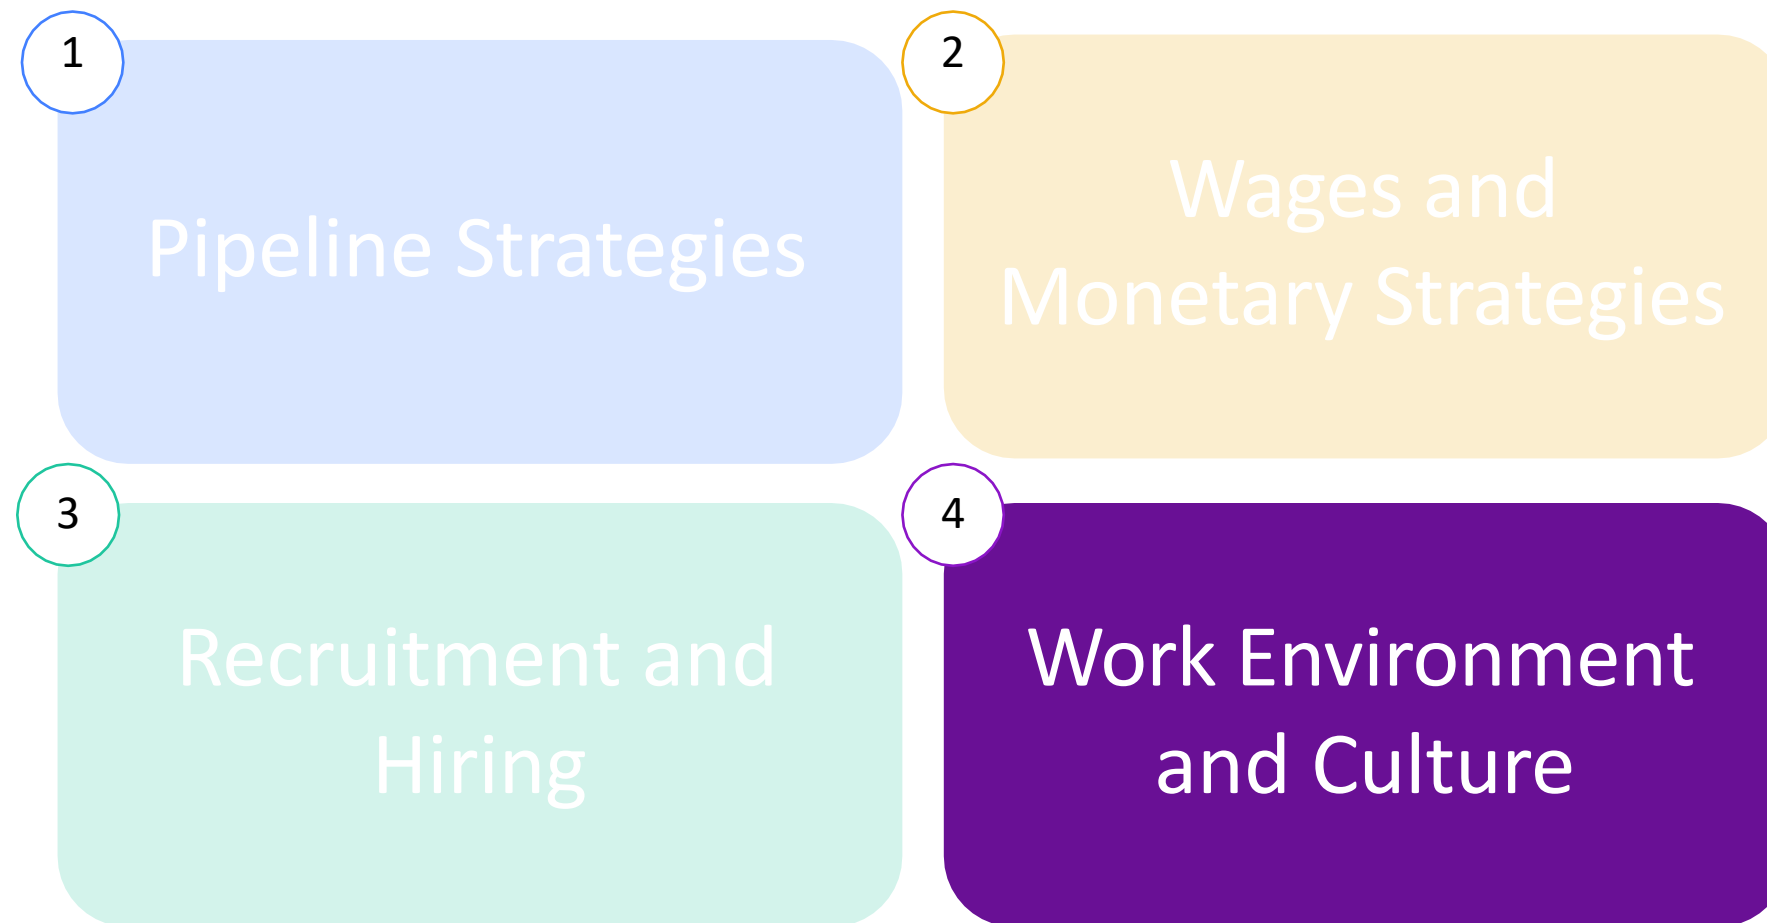 1
Pipeline Strategies
2
Wages and
Monetary Strategies
3
Recruitment and
Hiring
4
Work Environment
and Culture